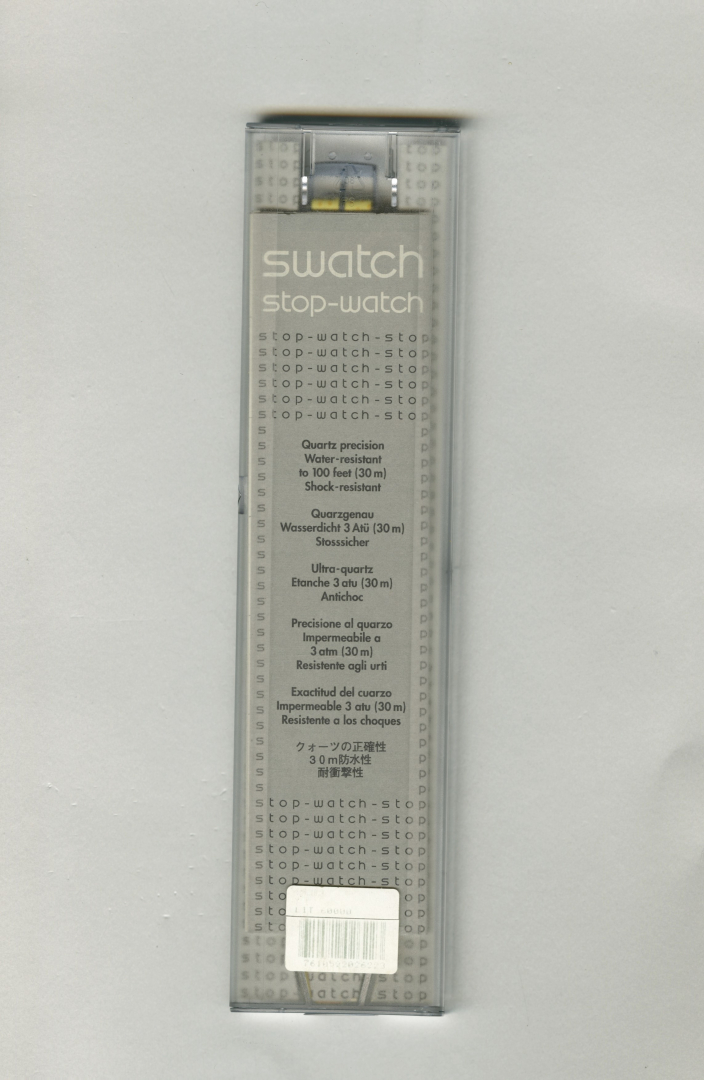 swatch
stop-watch
stop-watch-stop
stop-watch-stop
stop-watch-stop
stop-watch-stop
stop-watch-stop
stop-watch-stop
Quartz precision
Water-resistant
to 100 feet (30 m)
Shock-resistant
Quarzgenau
Wasserdicht 3 Atü (30 m)
Stosssicher
Ultra-quartz
Etanche 3 atu (30 m)
Antichoc
Precisione al quarzo
Impermeabile a
3 atm (30 m)
Resistente agli urti
Exactitud del cuarzo
Impermeable 3 atu (30 m)
Resistente a los choques
クォーツの正確性
30m防水性
耐衝撃性
stop-watch-stop
stop-watch-stop
stop-watch-stop
stop-watch-stop
stop-watch-stop
stop-watch-stop